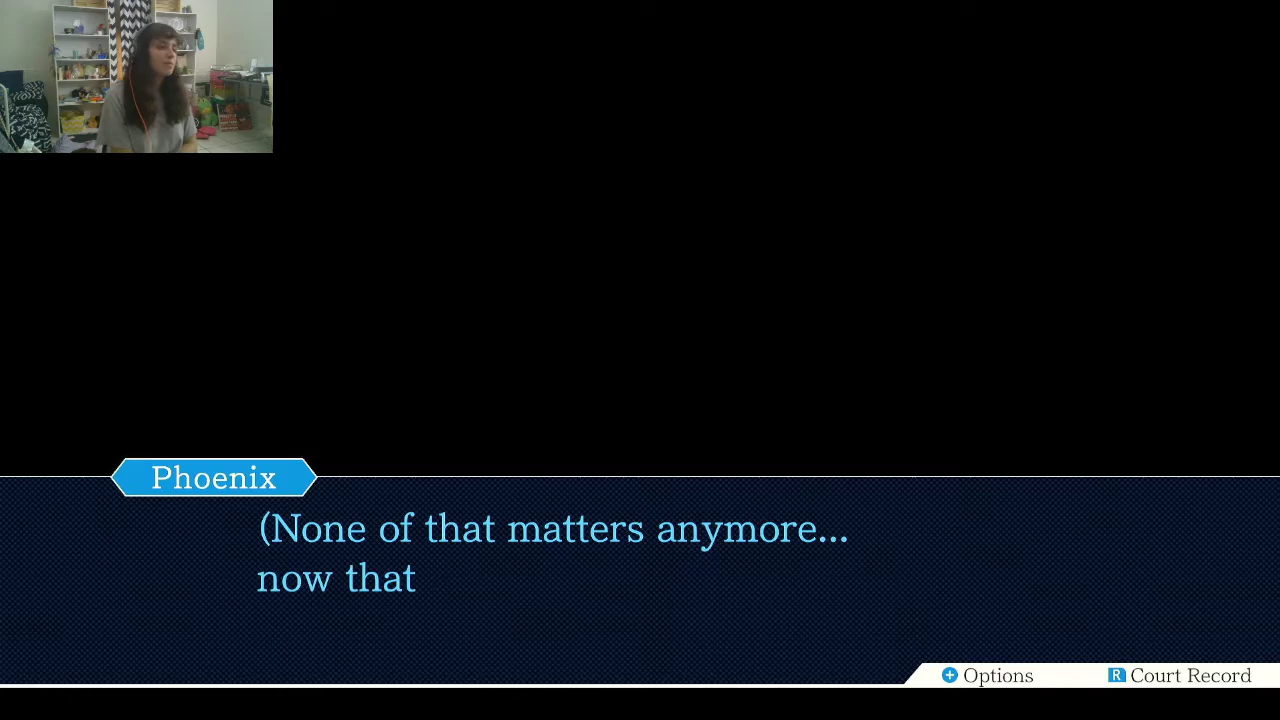 Phoenix
(None of that matters anymore...
now that
+ Options
R Court Record